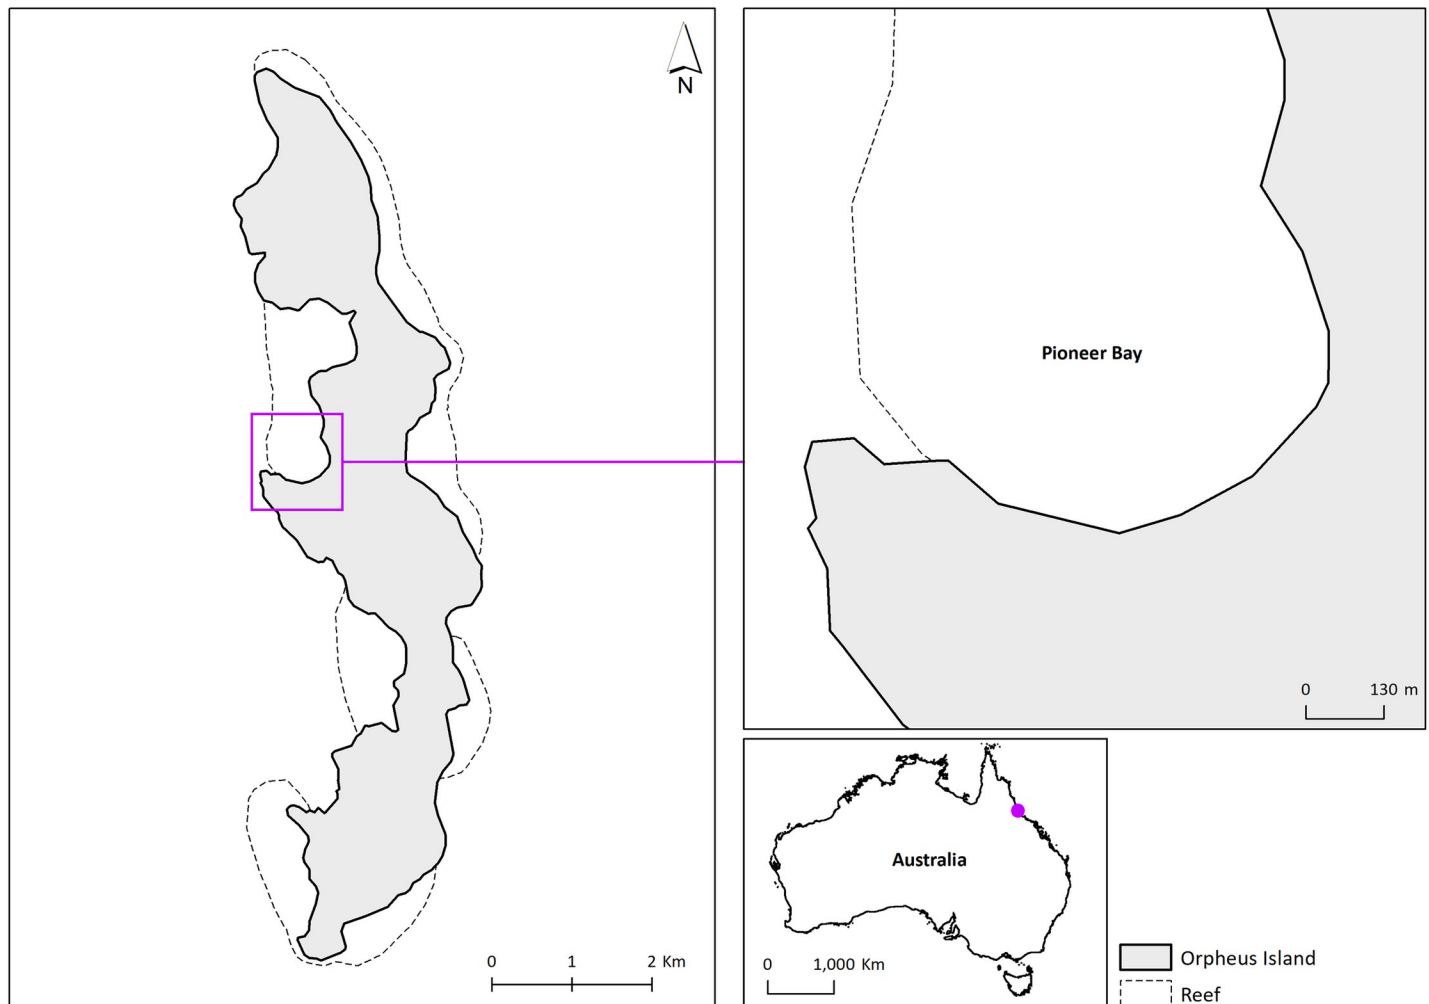 N
0 1 2 Km
Pioneer Bay
0 130 m
Australia
0 1,000 Km
Orpheus Island
Reef